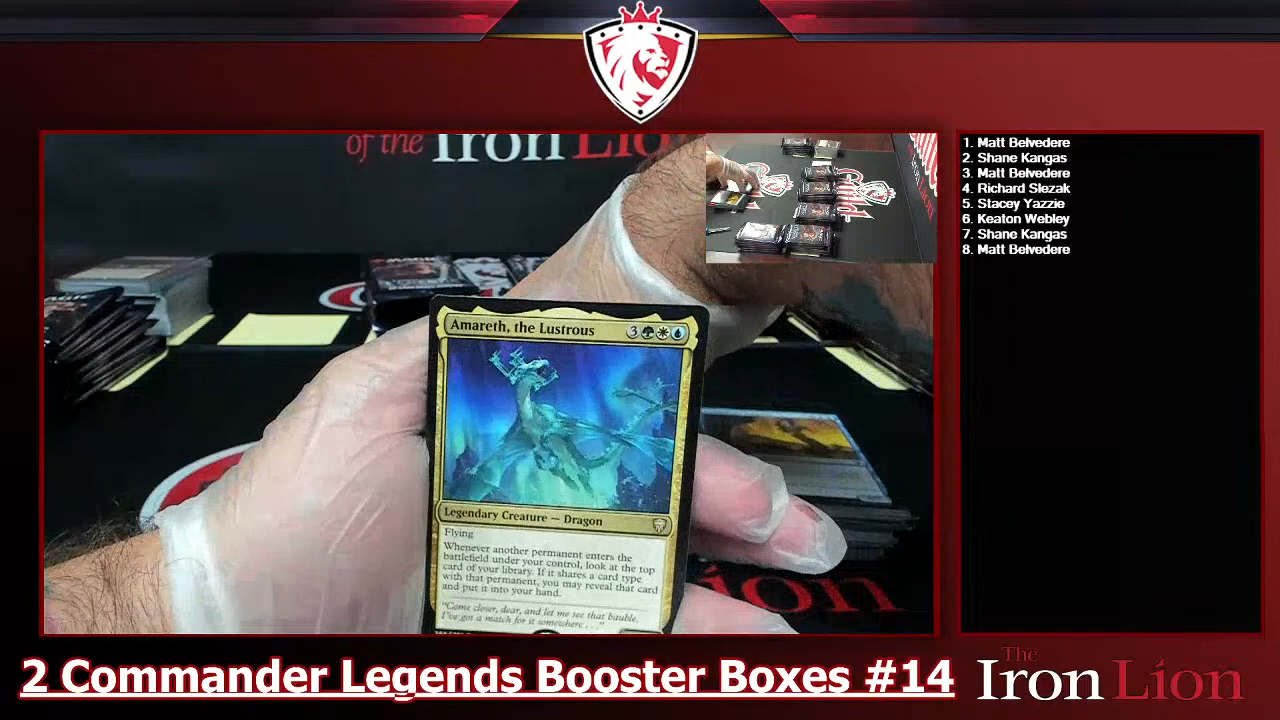 of the Iron Lion
1. Matt Belvedere
2. Shane Kangas
3. Matt Belvedere
4. Richard Slezak
5. Stacey Yazzie
6. Keaton Webley
7. Shane Kangas
8. Matt Belvedere
Amareth, the Lustrous 3
Legendary Creature — Dragon
Flying
Whenever another permanent enters the
battlefield under your control, look at the top
card of your library. If it shares a card type
with that permanent, you may reveal that card
and put it into your hand.
"Come closer, dear, and let me see that bauble.
I've got a match for it somewhere . . ."
2 Commander Legends Booster Boxes #14
The
Iron Lion